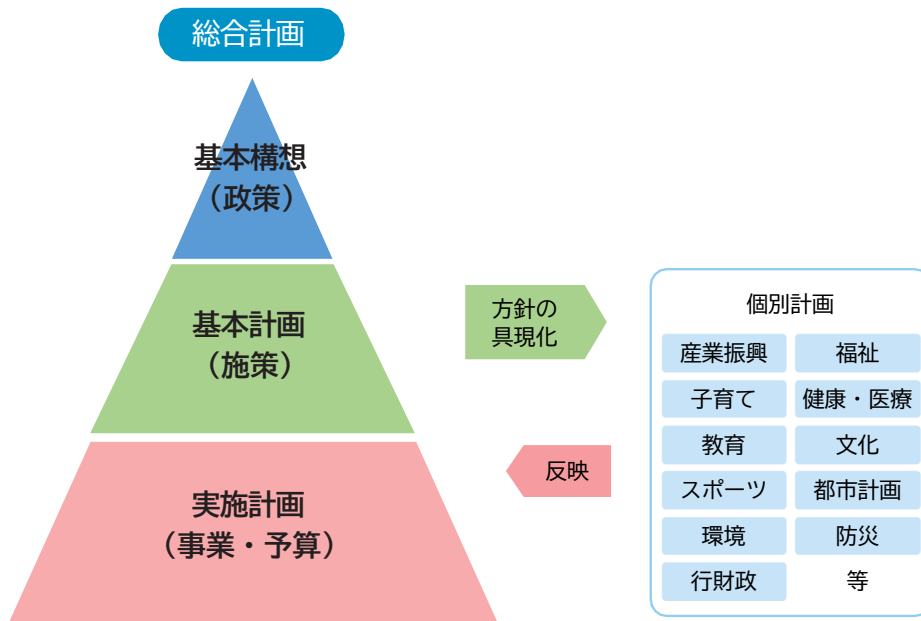 総合計画
基本構想
（政策）
基本計画
（施策）
実施計画
（事業・予算）
方針の
具現化
反映
個別計画
産業振興
福祉
子育て
健康・医療
教育
文化
スポーツ
都市計画
環境
防災
行財政
等